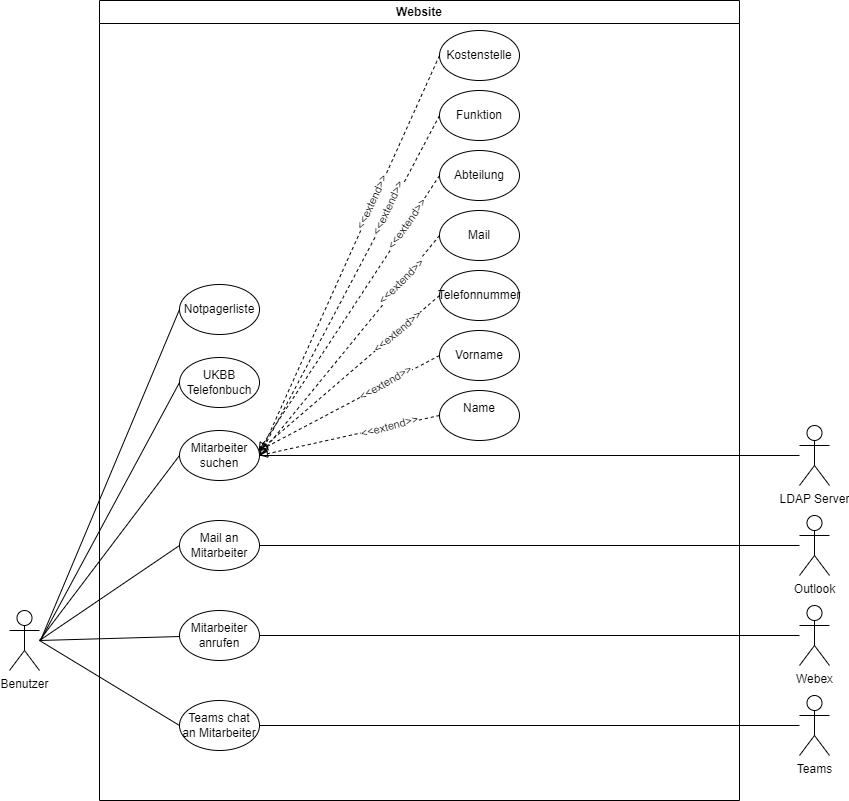 Website
Kostenstelle
Funktion
Abteilung
Mail
Telefonnummer
Vorname
Name
<<extend>>
<<extend>>
<<extend>>
<<extend>>
<<extend>>
<<extend>>
<<extend>>
Notpagerliste
UKBB
Telefonbuch
Mitarbeiter
suchen
Mail an
Mitarbeiter
Mitarbeiter
anrufen
Teams chat
an Mitarbeiter
Benutzer
LDAP Server
Outlook
Webex
Teams